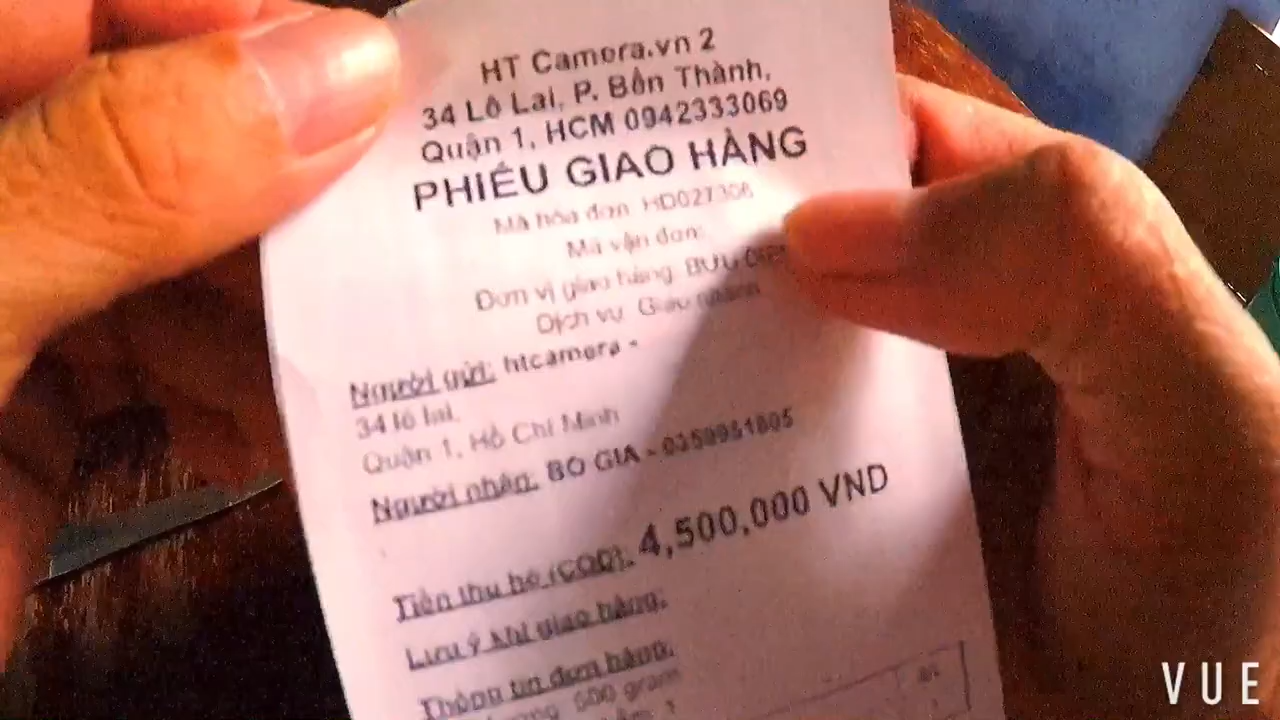 HT Camera.vn 2
34 Lê Lai, P. Bến Thành,
Quận 1, HCM 0942333069
PHIẾU GIAO HÀNG
Mã hóa đơn: HD027306
Mã vận đơn:
Đơn vị giao hàng: BƯU ĐIỆN
Dịch vụ: Giao nhanh
Người gửi: htcamera -
34 lê lai,
Quận 1, Hồ Chí Minh
Người nhận: BO GIA - 0359951805
Tiền thu hộ (COD): 4,500,000 VND
Lưu ý khi giao hàng:
Thông tin đơn hàng:
500 gram
1
VUE